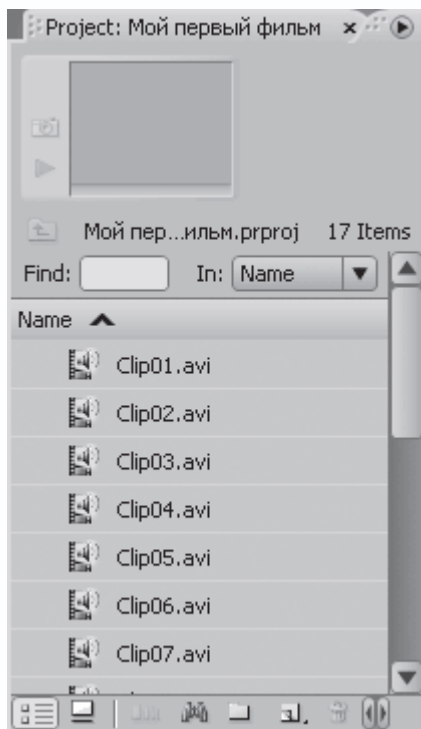 Project: Мой первый фильм
Мой пер...ильм.prproj 17 Items
Find: In: Name
Name
Clip01.avi
Clip02.avi
Clip03.avi
Clip04.avi
Clip05.avi
Clip06.avi
Clip07.avi